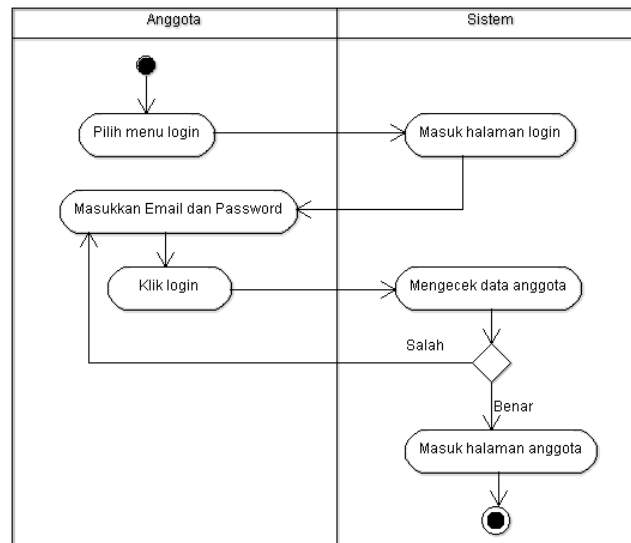 Anggota
Sistem
Pilih menu login
Masuk halaman login
Masukkan Email dan Password
Klik login
Mengecek data anggota
Salah
Benar
Masuk halaman anggota